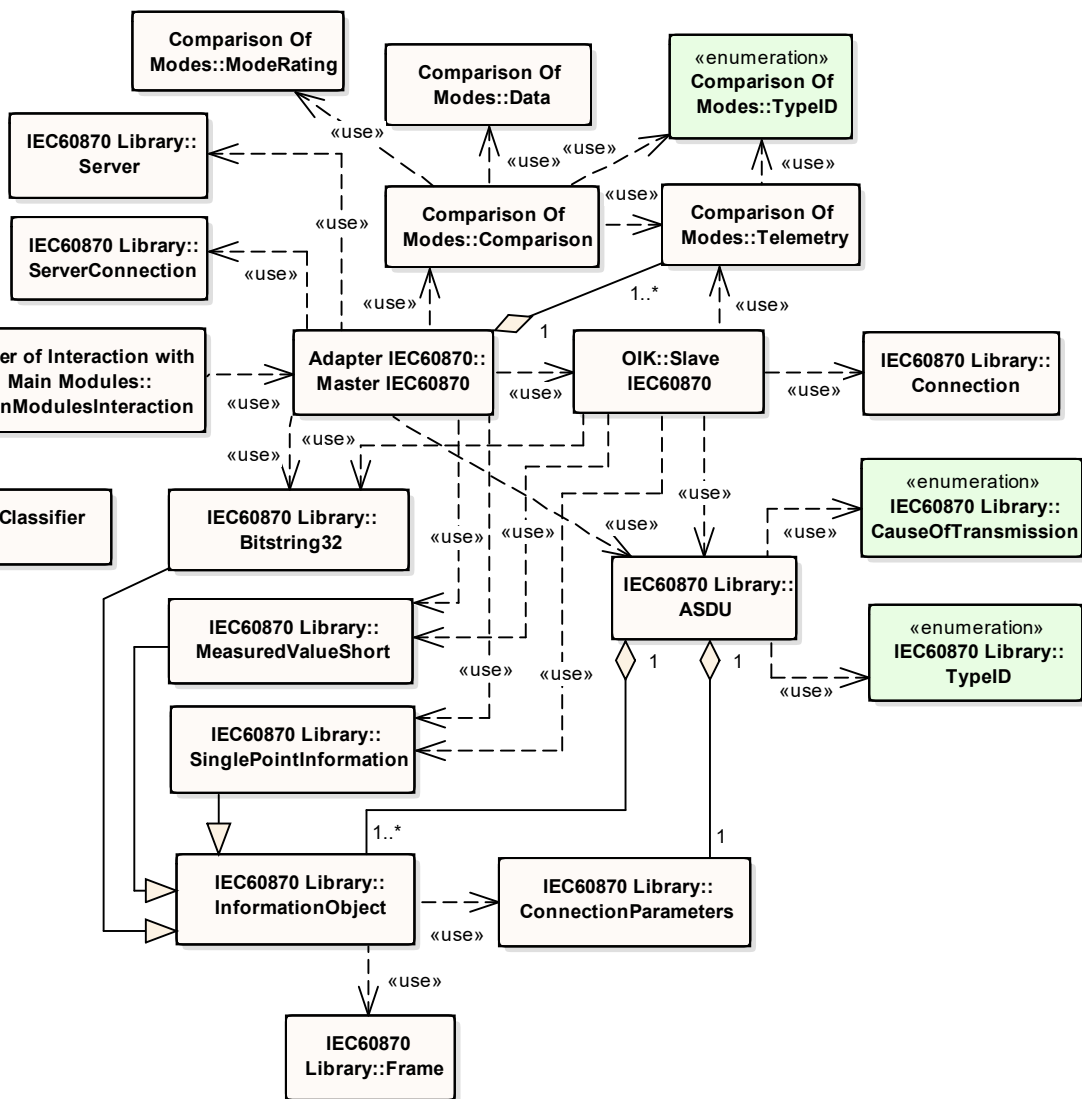 Comparison Of
Modes::ModeRating
Comparison Of
Modes::Data
«enumeration»
Comparison Of
Modes::TypeID
«use»
«use»
«use»
«use»
IEC60870 Library::
Server
«use»
Comparison Of
Modes::Comparison
«use»
Comparison Of
Modes::Telemetry
IEC60870 Library::
ServerConnection
«use»
«use»
1..*
1
«use»
er of Interaction with
Main Modules::
nModulesInteraction
«use»
Adapter IEC60870::
Master IEC60870
«use»
OIK::Slave
IEC60870
«use»
IEC60870 Library::
Connection
«use»
«use»
Classifier
IEC60870 Library::
Bitstring32
«use»
«use»
«use»
«use»
«enumeration»
IEC60870 Library::
CauseOfTransmission
«use»
IEC60870 Library::
ASDU
IEC60870 Library::
MeasuredValueShort
«use»
«use»
1
1
«enumeration»
IEC60870 Library::
TypeID
«use»
IEC60870 Library::
SinglePointInformation
1..*
1
IEC60870 Library::
InformationObject
«use»
IEC60870 Library::
ConnectionParameters
«use»
IEC60870
Library::Frame